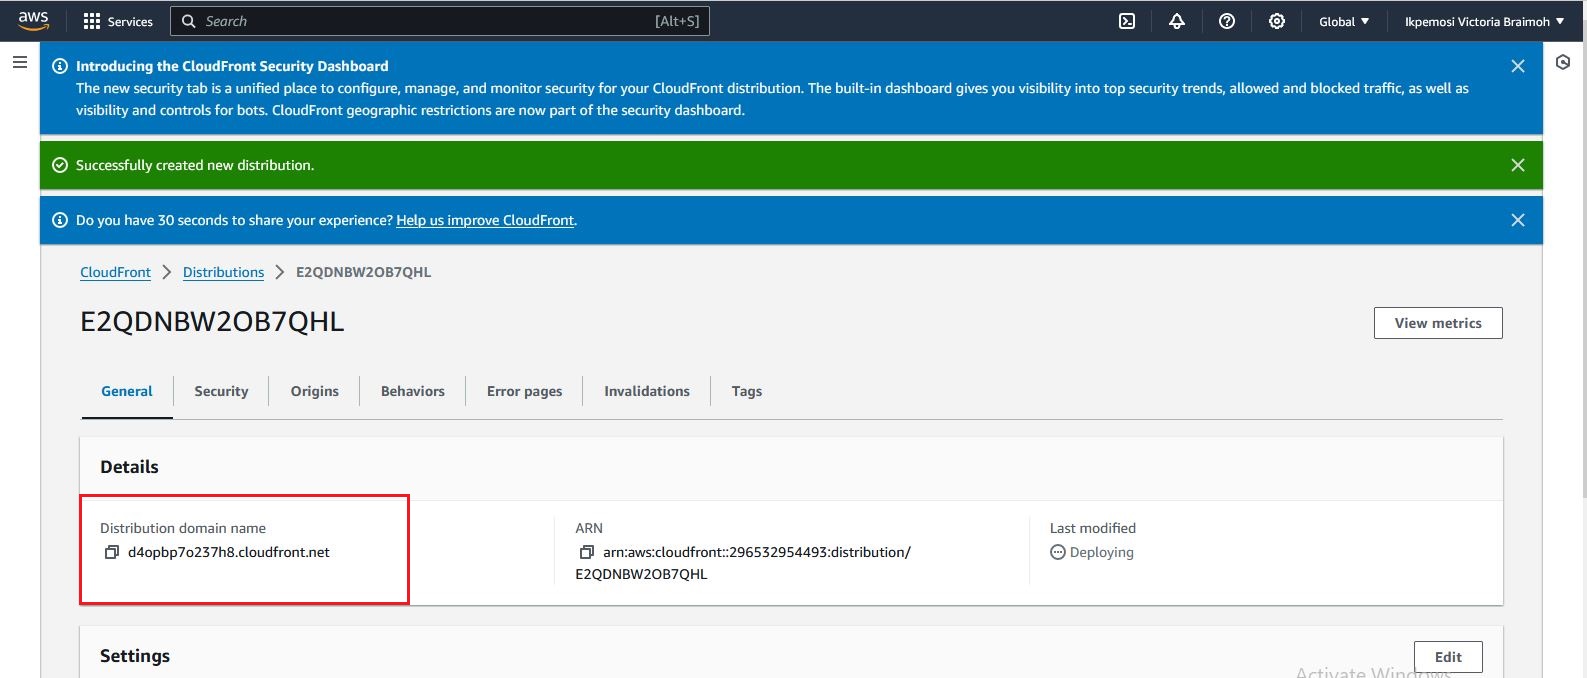 aws
Services
Search
[Alt+S]
Global
Ikpemosi Victoria Braimoh
Introducing the CloudFront Security Dashboard
The new security tab is a unified place to configure, manage, and monitor security for your CloudFront distribution. The built-in dashboard gives you visibility into top security trends, allowed and blocked traffic, as well as
visibility and controls for bots. CloudFront geographic restrictions are now part of the security dashboard.
Successfully created new distribution.
Do you have 30 seconds to share your experience? Help us improve CloudFront.
CloudFront
Distributions
E2QDNBW2OB7QHL
E2QDNBW2OB7QHL
View metrics
General
Security
Origins
Behaviors
Error pages
Invalidations
Tags
Details
Distribution domain name
d4opbp7o237h8.cloudfront.net
ARN
arn:aws:cloudfront::296532954493:distribution/
E2QDNBW2OB7QHL
Last modified
Deploying
Settings
Edit
Activate Windows